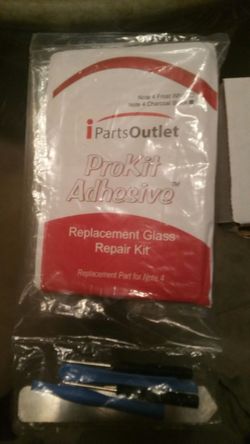 Note 4 Frost White
Note 4 Charcoal Black
iPartsOutlet
ProKit
Adhesive™
Replacement Glass
Repair Kit
Replacement Part for Note 4